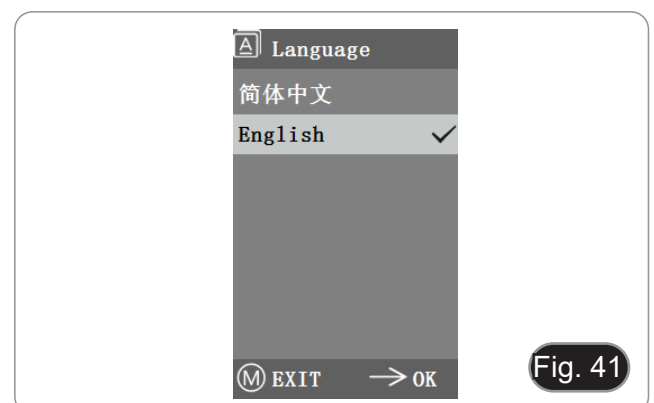 A Language
简体中文
English
M EXIT → OK
Fig. 41